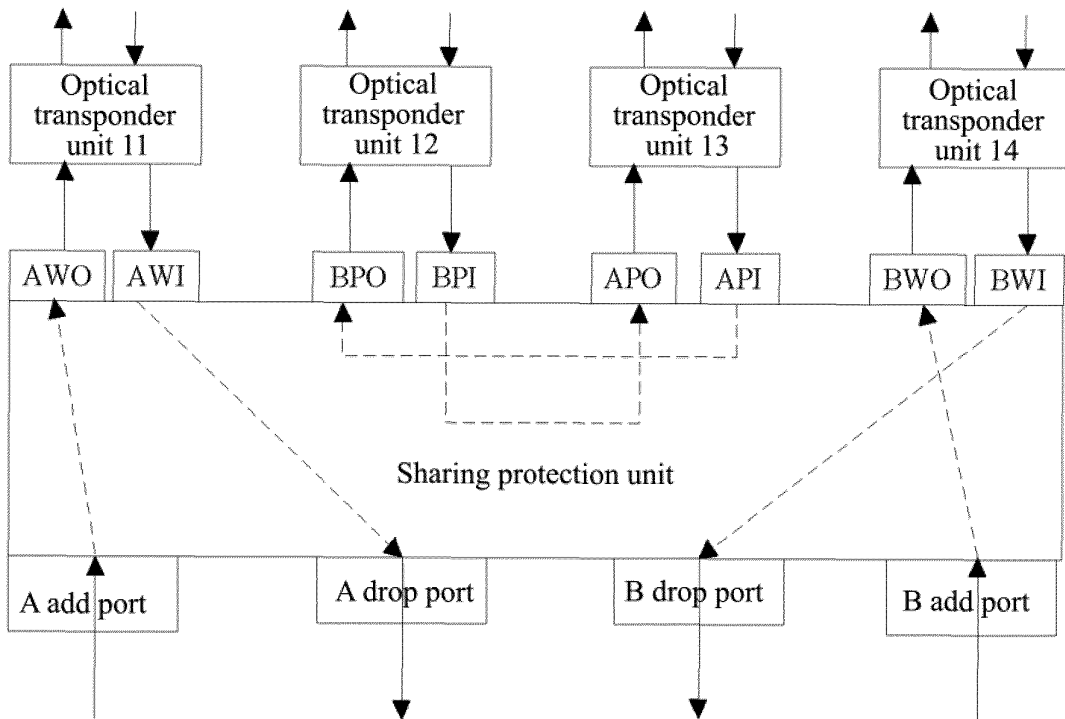 Optical
transponder
unit 11
Optical
transponder
unit 12
Optical
transponder
unit 13
Optical
transponder
unit 14
AWO
AWI
BPO
BPI
APO
API
BWO
BWI
Sharing protection unit
A add port
A drop port
B drop port
B add port